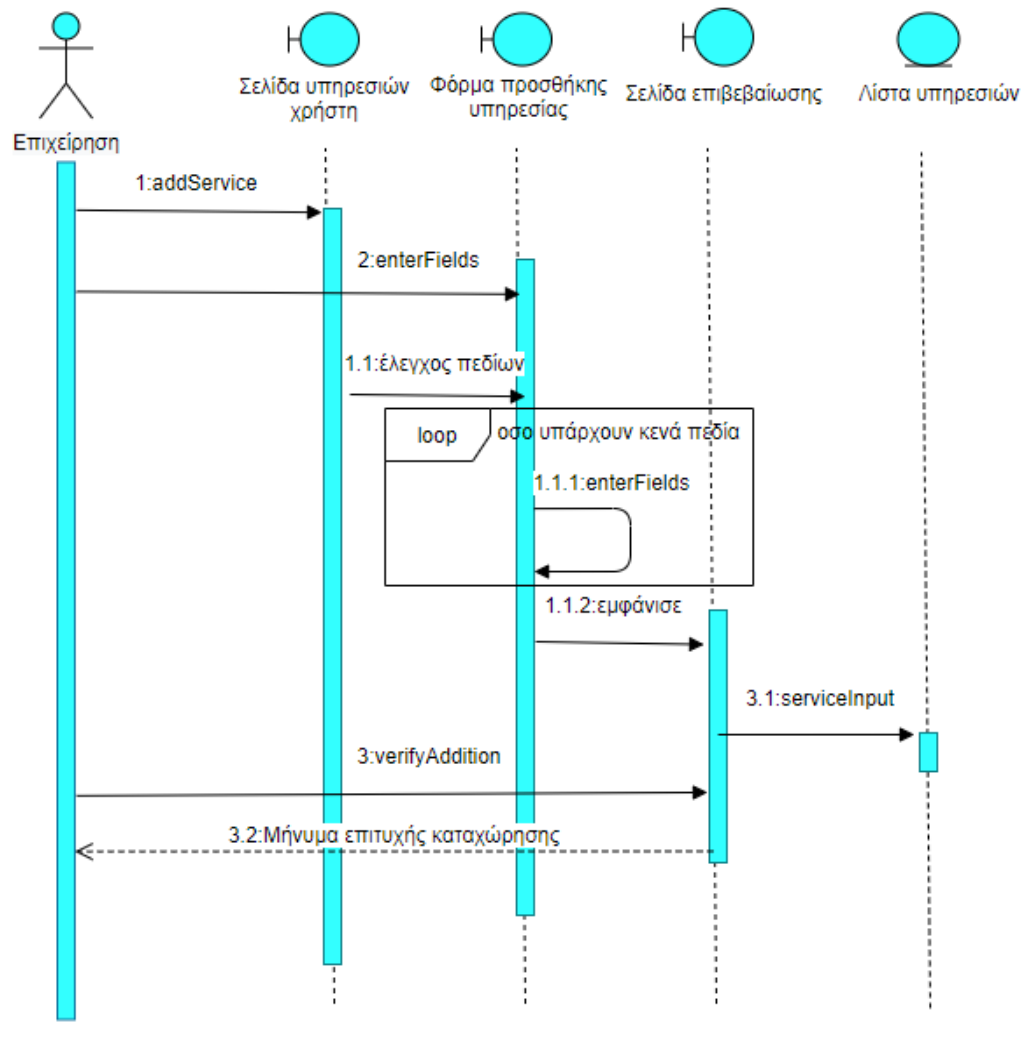 Επιχείρηση
Σελίδα υπηρεσιών
χρήστη
Φόρμα προσθήκης
υπηρεσίας
Σελίδα επιβεβαίωσης
Λίστα υπηρεσιών
1:addService
2:enterFields
1.1:έλεγχος πεδίων
loop
οσο υπάρχουν κενά πεδία
1.1.1:enterFields
1.1.2:εμφάνισε
3.1:serviceInput
3:verifyAddition
3.2:Μήνυμα επιτυχής καταχώρησης